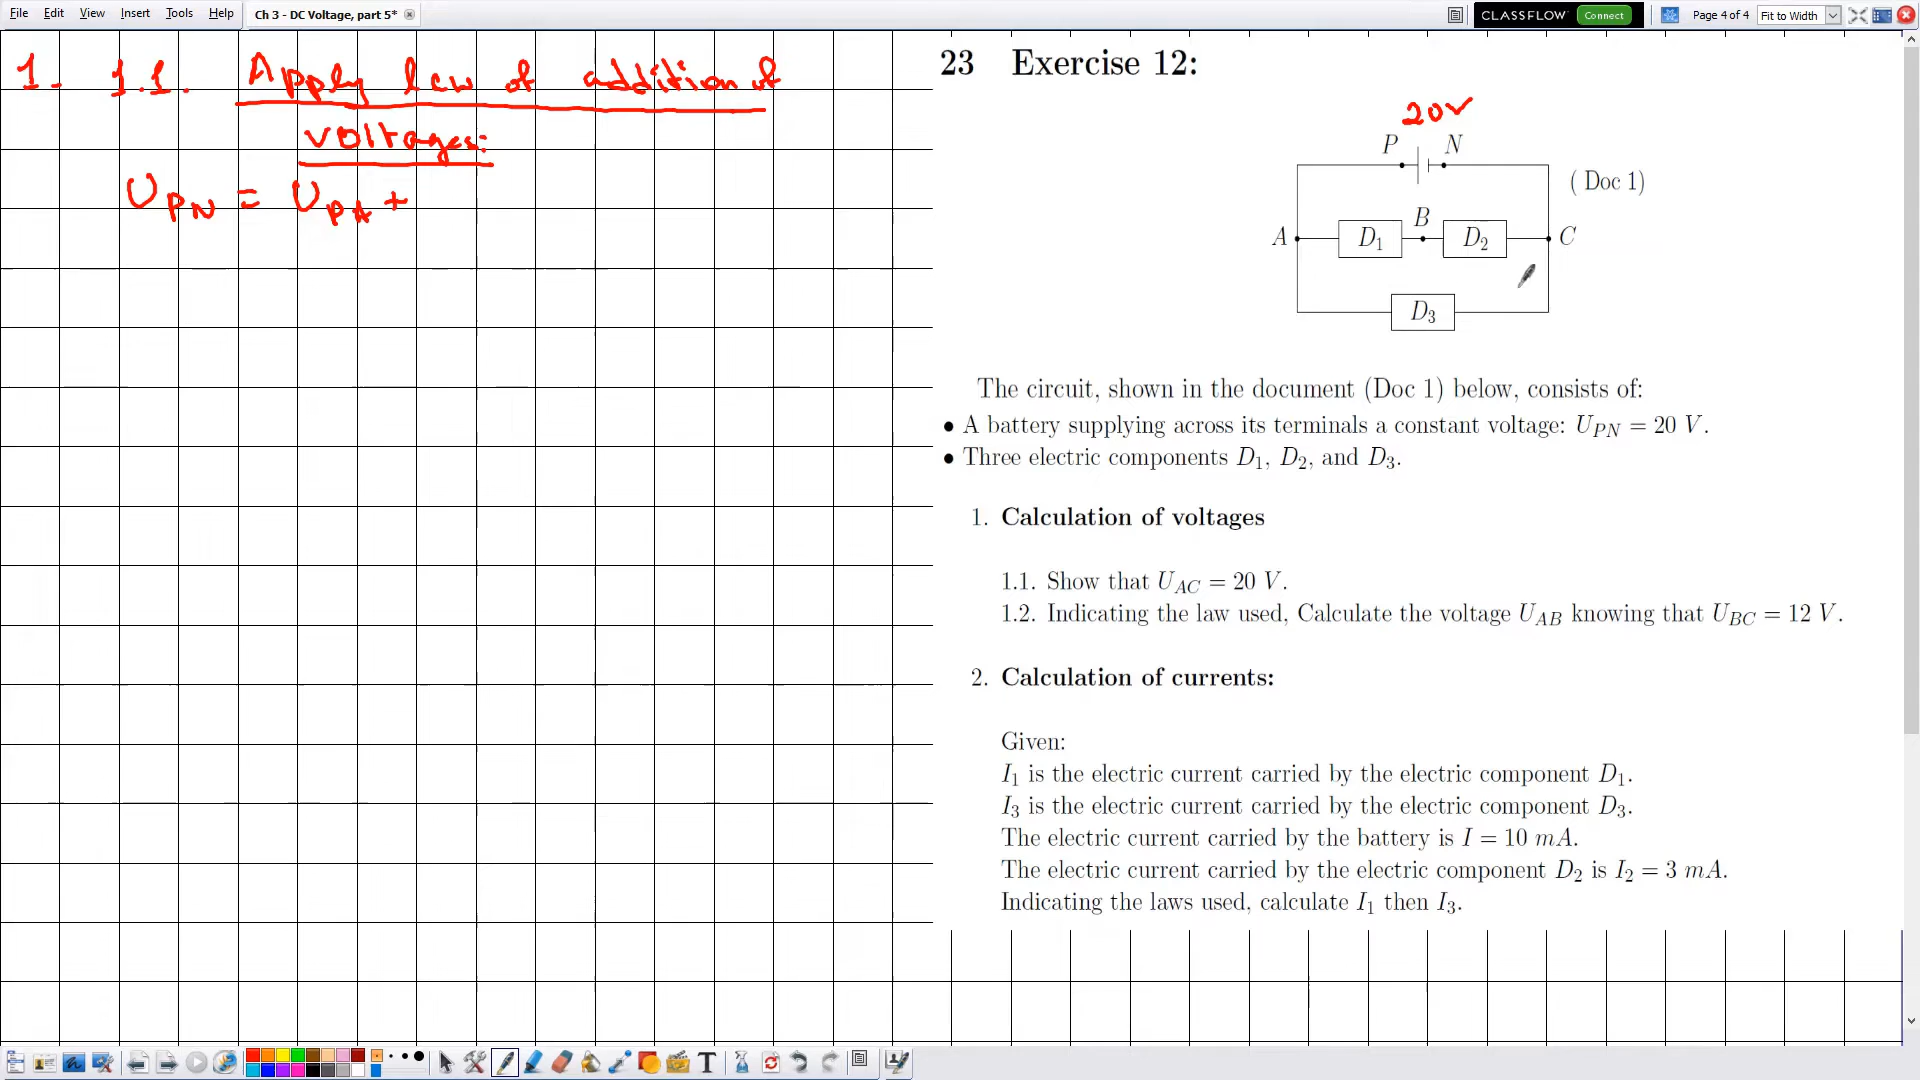 File Edit View Insert Tools Help Ch 3 - DC Voltage, part 5* CLASSFLOW Connect Page 4 of 4 Fit to Width
1- 1.1. Apply law of addition of
voltages:
U_PN = U_PA +
23 Exercise 12:
20V
P N
( Doc 1)
A D₁ B D₂ C
D₃
The circuit, shown in the document (Doc 1) below, consists of:
• A battery supplying across its terminals a constant voltage: U_PN = 20 V.
• Three electric components D₁, D₂, and D₃.
1. Calculation of voltages
1.1. Show that U_AC = 20 V.
1.2. Indicating the law used, Calculate the voltage U_AB knowing that U_BC = 12 V.
2. Calculation of currents:
Given:
I₁ is the electric current carried by the electric component D₁.
I₃ is the electric current carried by the electric component D₃.
The electric current carried by the battery is I = 10 mA.
The electric current carried by the electric component D₂ is I₂ = 3 mA.
Indicating the laws used, calculate I₁ then I₃.